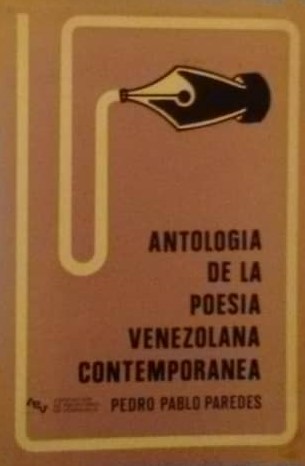 ANTOLOGIA
DE LA
POESIA
VENEZOLANA
CONTEMPORANEA
PEDRO PABLO PAREDES